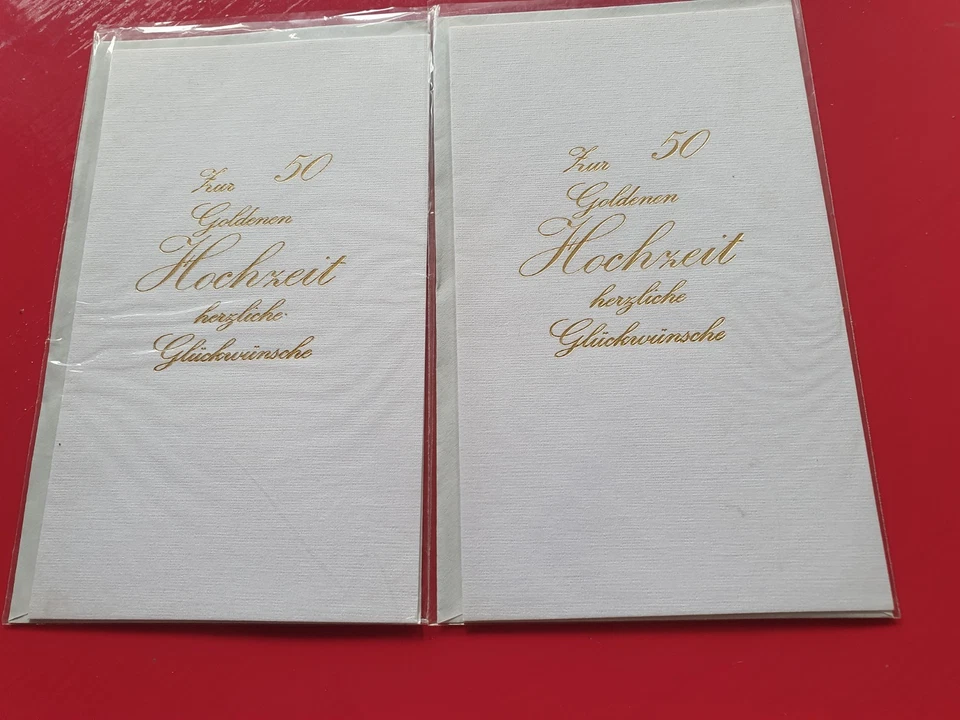 Zur 50
Goldenen
Hochzeit
herzliche
Glückwünsche
Zur 50
Goldenen
Hochzeit
herzliche
Glückwünsche